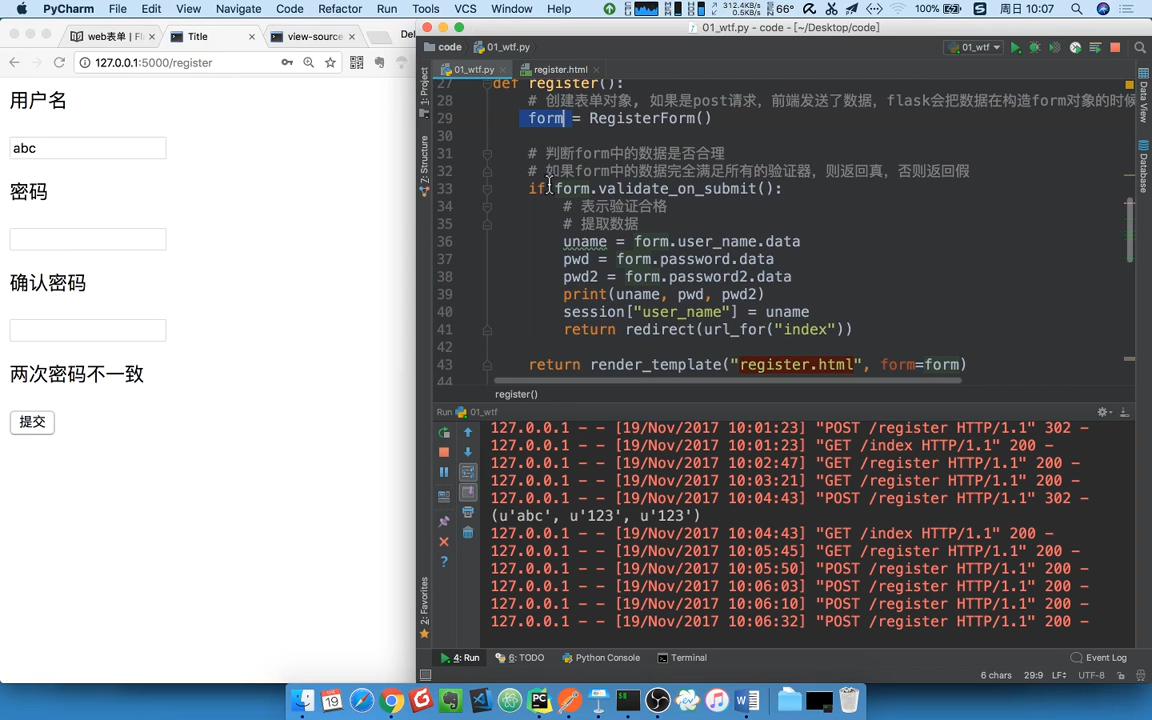 PyCharm File Edit View Navigate Code Refactor Run Tools VCS Window Help 312.4KB/s 0.5KB/s 66° 100% 周日 10:07
web表单 | Fl Title view-source: Del
127.0.0.1:5000/register
用户名
abc
密码
确认密码
两次密码不一致
提交
01_wtf.py - code - [~/Desktop/code]
code 01_wtf.py 01_wtf
01_wtf.py register.html
1: Project
7: Structure
2: Favorites
Data View
Database
27 def register():
28 # 创建表单对象, 如果是post请求，前端发送了数据，flask会把数据在构造form对象的时候
29 form = RegisterForm()
30
31 # 判断form中的数据是否合理
32 # 如果form中的数据完全满足所有的验证器，则返回真，否则返回假
33 if form.validate_on_submit():
34 # 表示验证合格
35 # 提取数据
36 uname = form.user_name.data
37 pwd = form.password.data
38 pwd2 = form.password2.data
39 print(uname, pwd, pwd2)
40 session["user_name"] = uname
41 return redirect(url_for("index"))
42
43 return render_template("register.html", form=form)
44
register()
Run 01_wtf
127.0.0.1 - - [19/Nov/2017 10:01:23] "POST /register HTTP/1.1" 302 -
127.0.0.1 - - [19/Nov/2017 10:01:23] "GET /index HTTP/1.1" 200 -
127.0.0.1 - - [19/Nov/2017 10:02:47] "GET /register HTTP/1.1" 200 -
127.0.0.1 - - [19/Nov/2017 10:03:21] "GET /register HTTP/1.1" 200 -
127.0.0.1 - - [19/Nov/2017 10:04:43] "POST /register HTTP/1.1" 302 -
(u'abc', u'123', u'123')
127.0.0.1 - - [19/Nov/2017 10:04:43] "GET /index HTTP/1.1" 200 -
127.0.0.1 - - [19/Nov/2017 10:05:45] "GET /register HTTP/1.1" 200 -
127.0.0.1 - - [19/Nov/2017 10:05:50] "POST /register HTTP/1.1" 200 -
127.0.0.1 - - [19/Nov/2017 10:06:03] "POST /register HTTP/1.1" 200 -
127.0.0.1 - - [19/Nov/2017 10:06:10] "POST /register HTTP/1.1" 200 -
127.0.0.1 - - [19/Nov/2017 10:06:32] "POST /register HTTP/1.1" 200 -
4: Run 6: TODO Python Console Terminal Event Log
6 chars 29:9 LF UTF-8